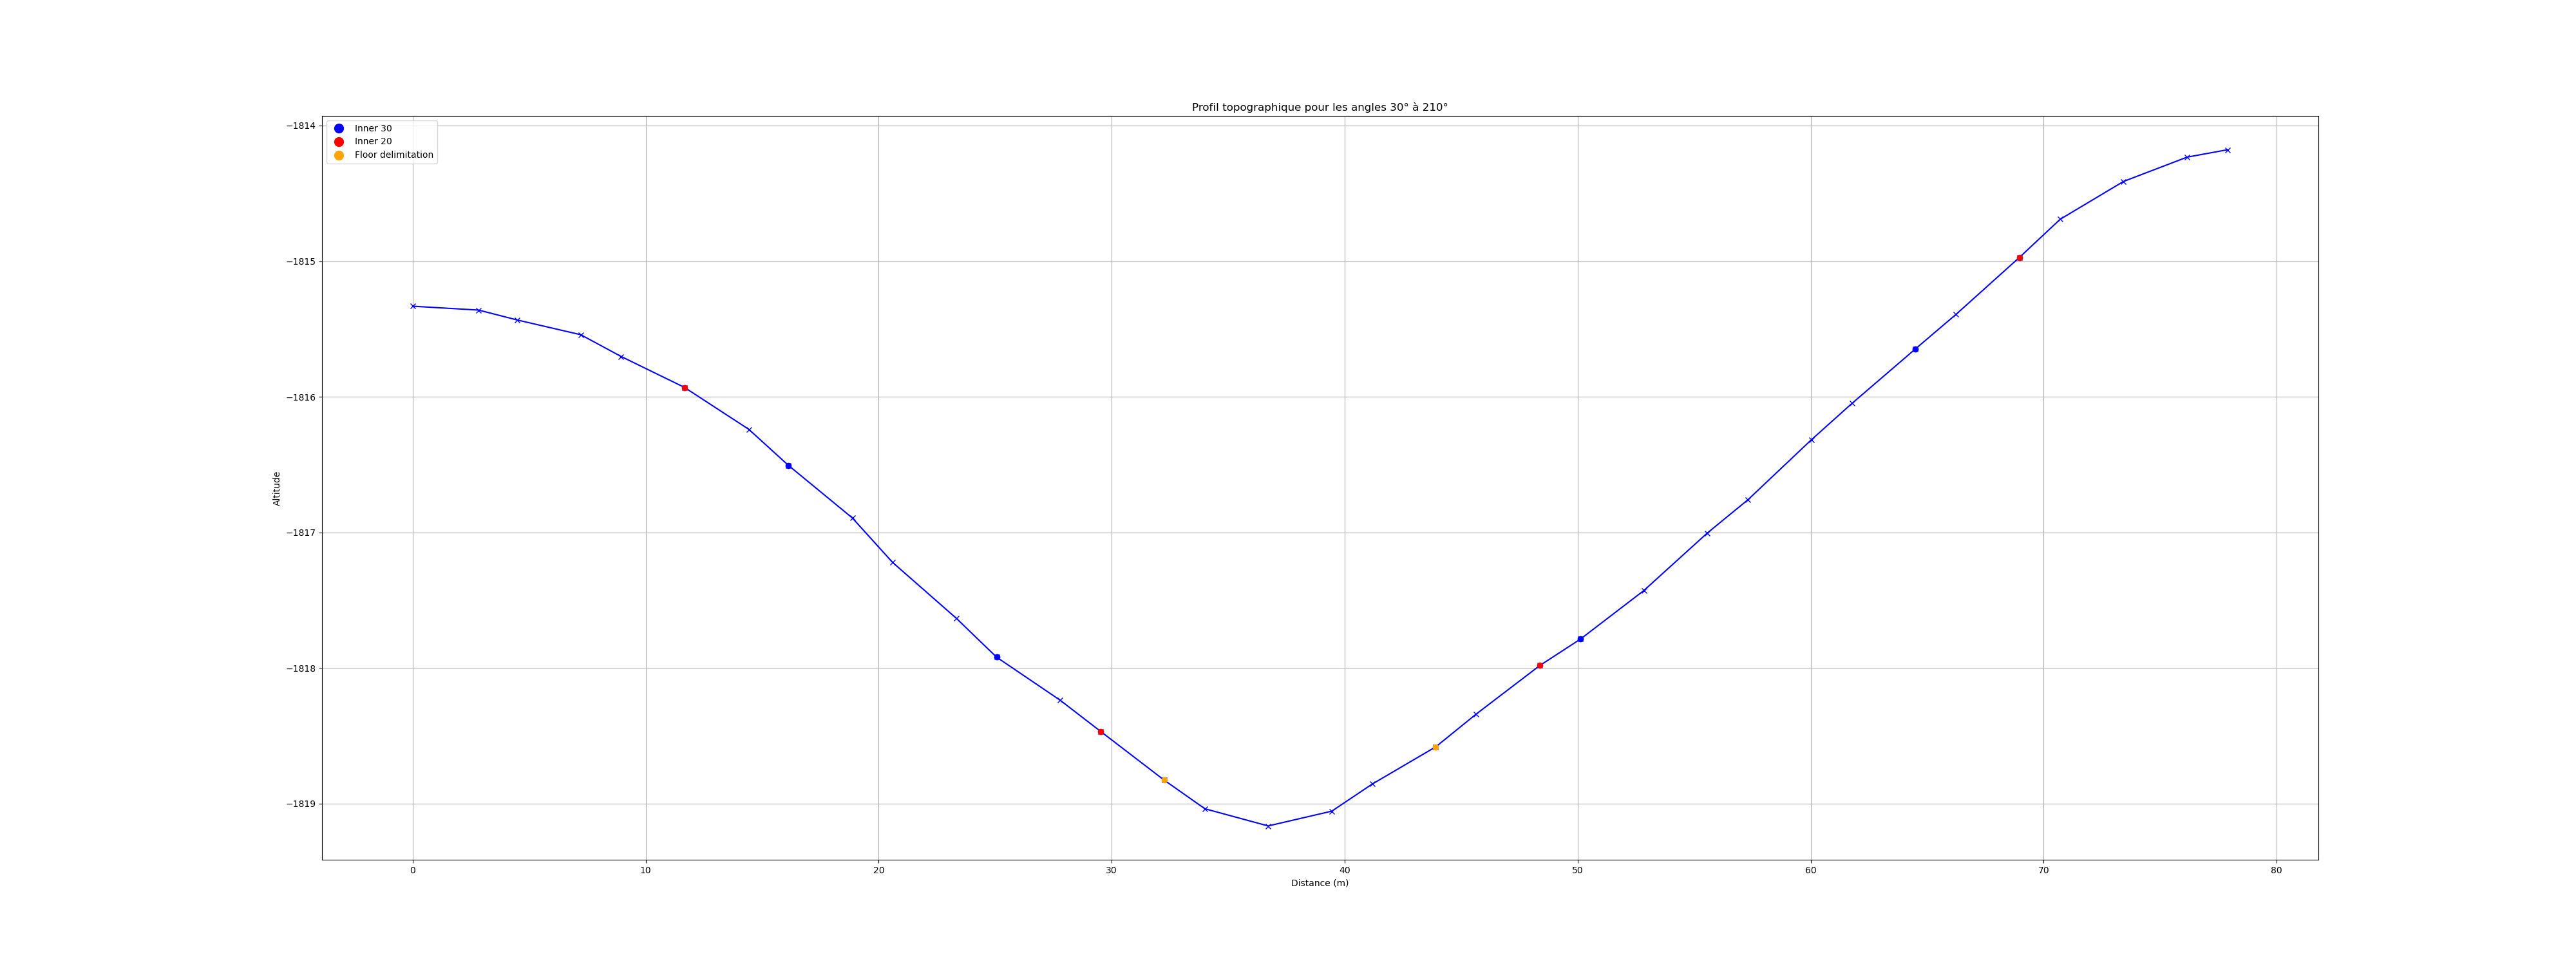 Profil topographique pour les angles 30° à 210°
Inner 30
Inner 20
Floor delimitation
Altitude
−1814
−1815
−1816
−1817
−1818
−1819
0 10 20 30 40 50 60 70 80
Distance (m)